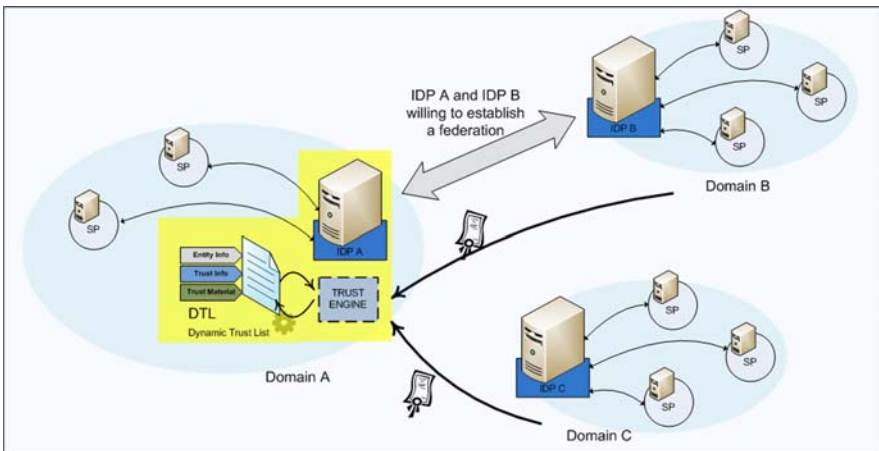 SP
SP
IDP A
Entity Info
Trust Info
Trust Material
DTL
Dynamic Trust List
TRUST
ENGINE
Domain A
IDP A and IDP B
willing to establish
a federation
SP
SP
SP
IDP B
Domain B
SP
SP
SP
IDP C
Domain C